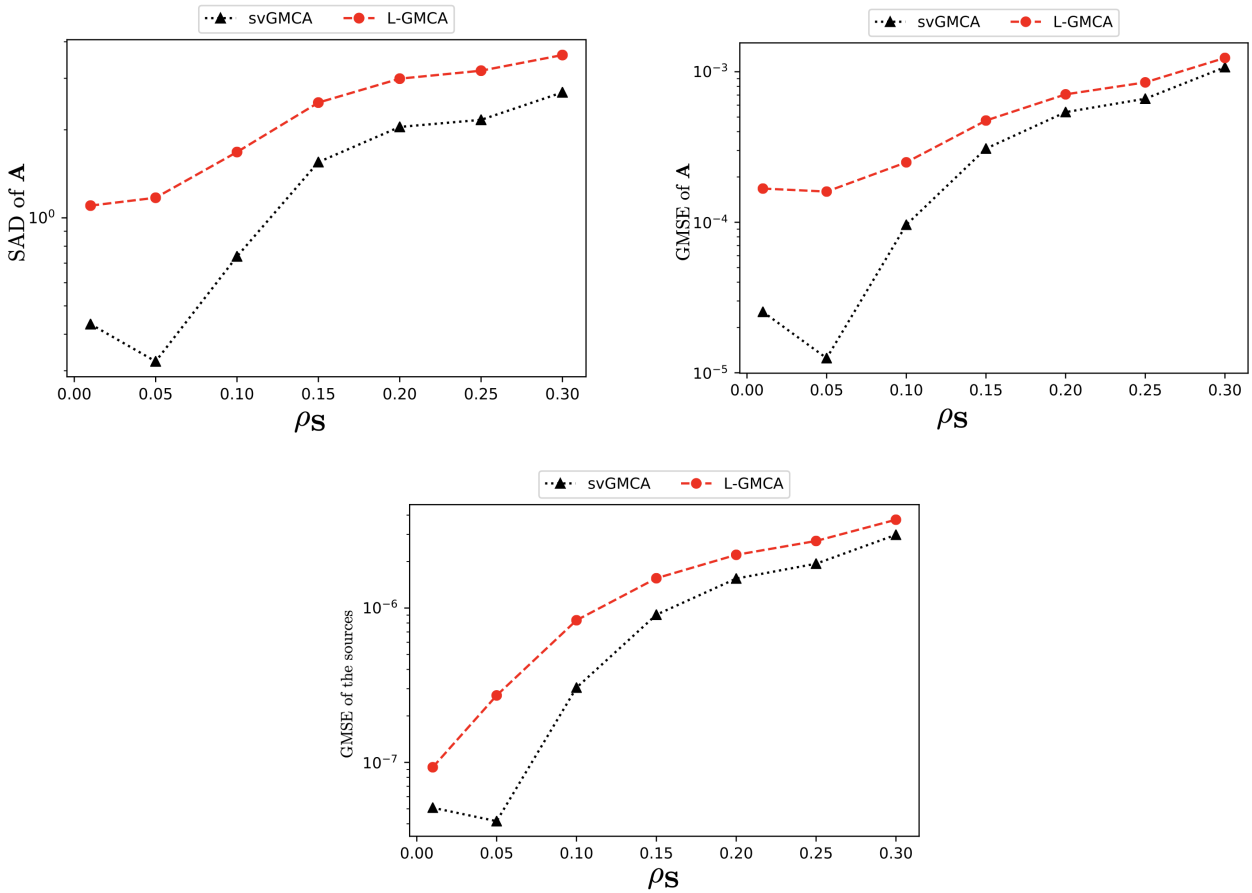 svGMCA L-GMCA
SAD of A
10⁰
0.00 0.05 0.10 0.15 0.20 0.25 0.30
ρS
svGMCA L-GMCA
GMSE of A
10⁻³
10⁻⁴
10⁻⁵
0.00 0.05 0.10 0.15 0.20 0.25 0.30
ρS
svGMCA L-GMCA
GMSE of the sources
10⁻⁶
10⁻⁷
0.00 0.05 0.10 0.15 0.20 0.25 0.30
ρS